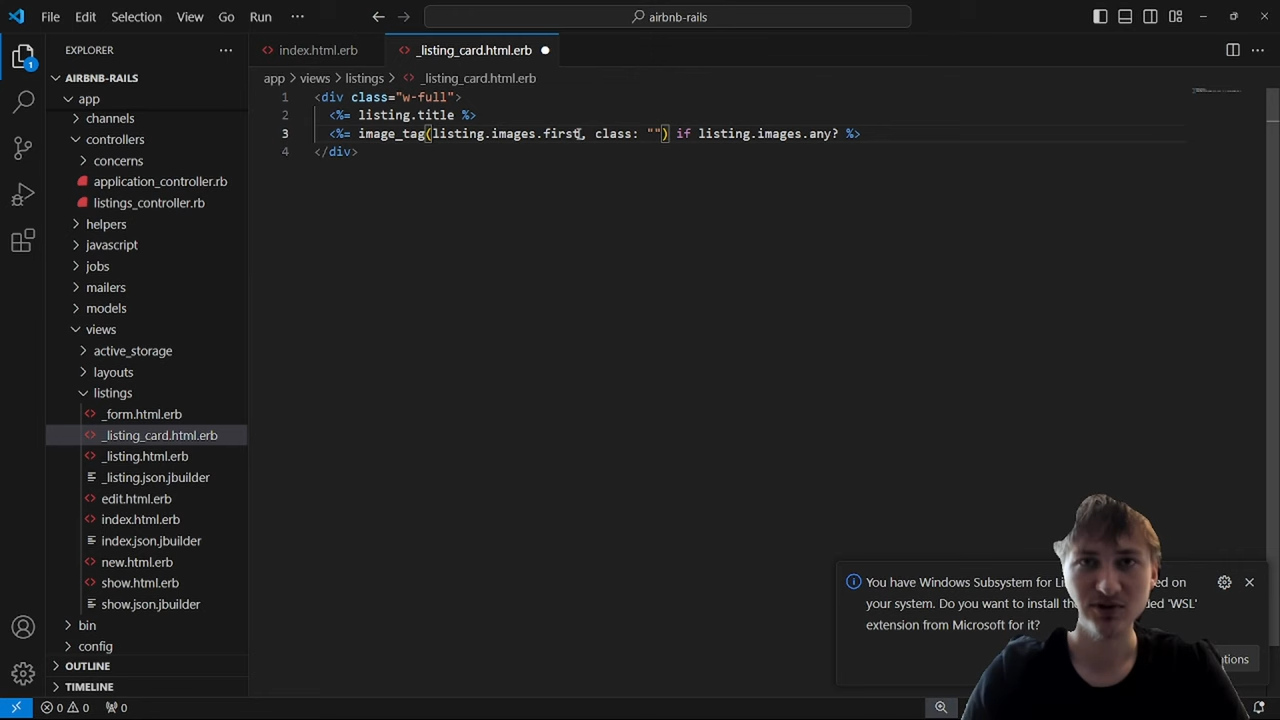 File Edit Selection View Go Run ··· airbnb-rails
EXPLORER ···
index.html.erb
_listing_card.html.erb
AIRBNB-RAILS
app > views > listings > _listing_card.html.erb
app
channels
controllers
concerns
application_controller.rb
listings_controller.rb
helpers
javascript
jobs
mailers
models
views
active_storage
layouts
listings
_form.html.erb
_listing_card.html.erb
_listing.html.erb
_listing.json.jbuilder
edit.html.erb
index.html.erb
index.json.jbuilder
new.html.erb
show.html.erb
show.json.jbuilder
bin
config
OUTLINE
TIMELINE
1 <div class="w-full">
2 <%= listing.title %>
3 <%= image_tag(listing.images.first, class: "") if listing.images.any? %>
4 </div>
You have Windows Subsystem for Li on
your system. Do you want to install the 'WSL'
extension from Microsoft for it?
0 0 0
1